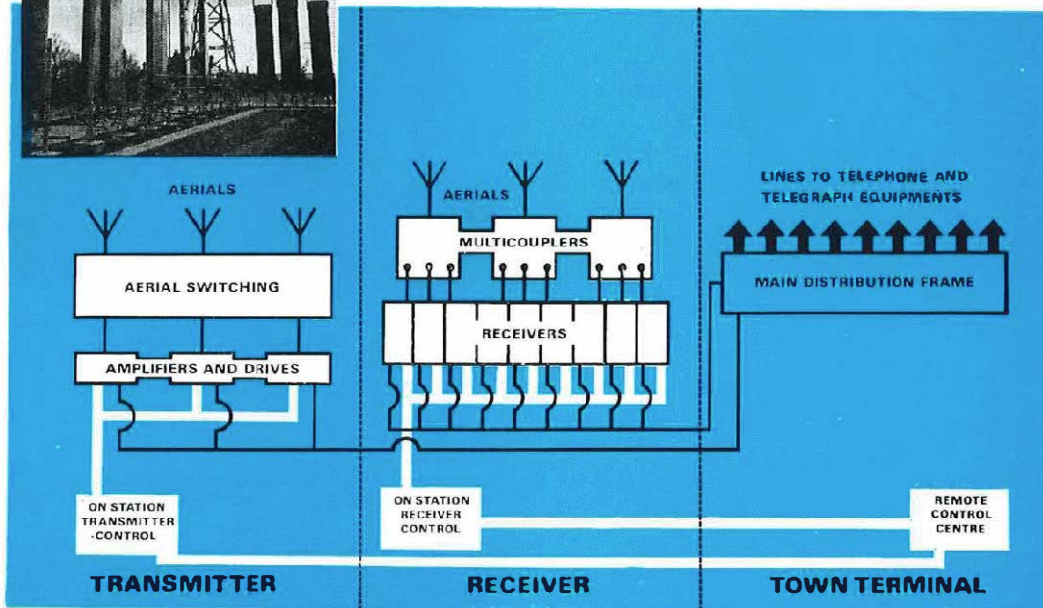 AERIALS
AERIAL SWITCHING
AMPLIFIERS AND DRIVES
ON STATION
TRANSMITTER
-CONTROL
TRANSMITTER
AERIALS
MULTICOUPLERS
RECEIVERS
ON STATION
RECEIVER
CONTROL
RECEIVER
LINES TO TELEPHONE AND
TELEGRAPH EQUIPMENTS
MAIN DISTRIBUTION FRAME
REMOTE
CONTROL
CENTRE
TOWN TERMINAL